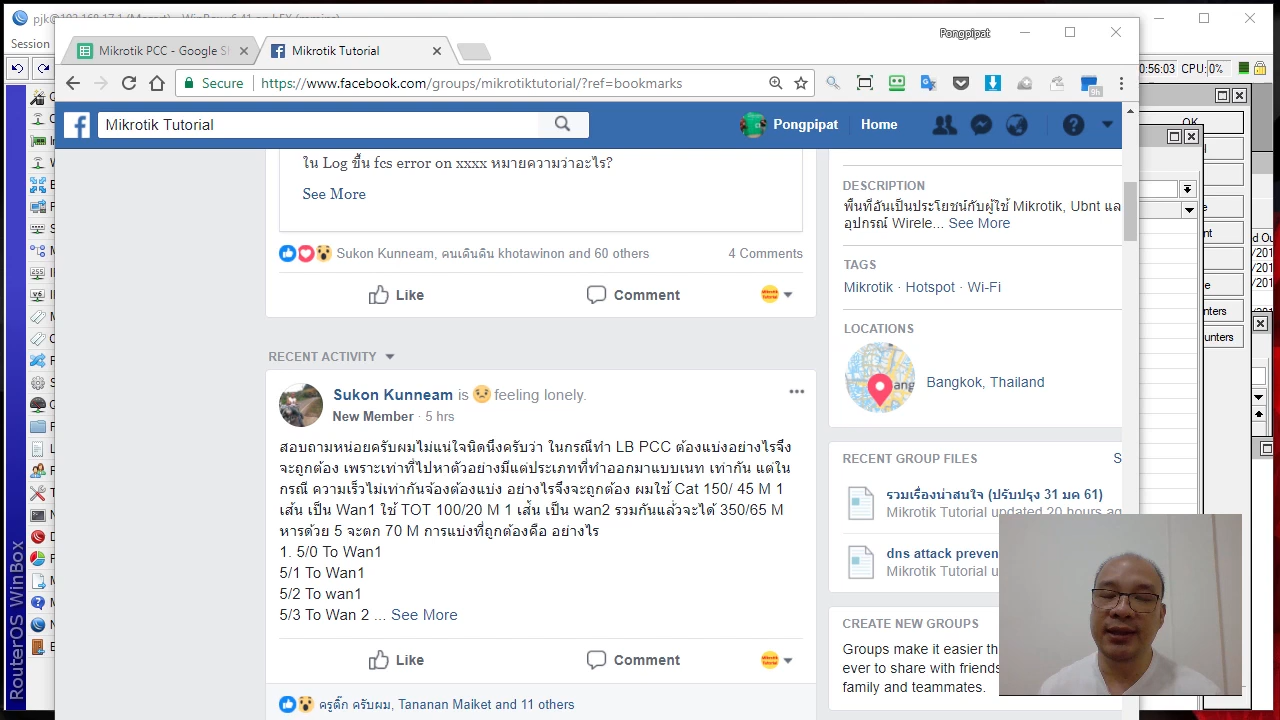 Pongpipat
Session
Mikrotik PCC - Google S
Mikrotik Tutorial
Secure
https://www.facebook.com/groups/mikrotiktutorial/?ref=bookmarks
9h
0:56:03 CPU:0%
Mikrotik Tutorial
Pongpipat
Home
OK
ใน Log ขึ้น fcs error on xxxx หมายความว่าอะไร?
See More
Sukon Kunneam, คนเดินดิน khotawinon and 60 others
4 Comments
Like
Comment
DESCRIPTION
พื้นที่อันเป็นประโยชน์กับผู้ใช้ Mikrotik, Ubnt และ
อุปกรณ์ Wirele... See More
TAGS
Mikrotik · Hotspot · Wi-Fi
LOCATIONS
Bangkok, Thailand
RECENT ACTIVITY
Sukon Kunneam is feeling lonely.
New Member · 5 hrs
สอบถามหน่อยครับผมไม่แน่ใจนิดนึงครับว่า ในกรณีทำ LB PCC ต้องแบ่งอย่างไรจึง
จะถูกต้อง เพราะเท่าที่ไปหาตัวอย่างมีแต่ประเภทที่ทำออกมาแบบเนท เท่ากัน แต่ใน
กรณี ความเร็วไม่เท่ากันจ้องต้องแบ่ง อย่างไรจึงจะถูกต้อง ผมใช้ Cat 150/ 45 M 1
เส้น เป็น Wan1 ใช้ TOT 100/20 M 1 เส้น เป็น wan2 รวมกันแล้วจะได้ 350/65 M
หารด้วย 5 จะตก 70 M การแบ่งที่ถูกต้องคือ อย่างไร
1. 5/0 To Wan1
5/1 To Wan1
5/2 To wan1
5/3 To Wan 2 ... See More
Like
Comment
ครูติ๊ก ครับผม, Tananan Maiket and 11 others
RECENT GROUP FILES
รวมเรื่องน่าสนใจ (ปรับปรุง 31 มค 61)
Mikrotik Tutorial updated 20 hours ag
dns attack preven
Mikrotik Tutorial u
CREATE NEW GROUPS
Groups make it easier th
ever to share with friends
family and teammates.
RouterOS WinBox